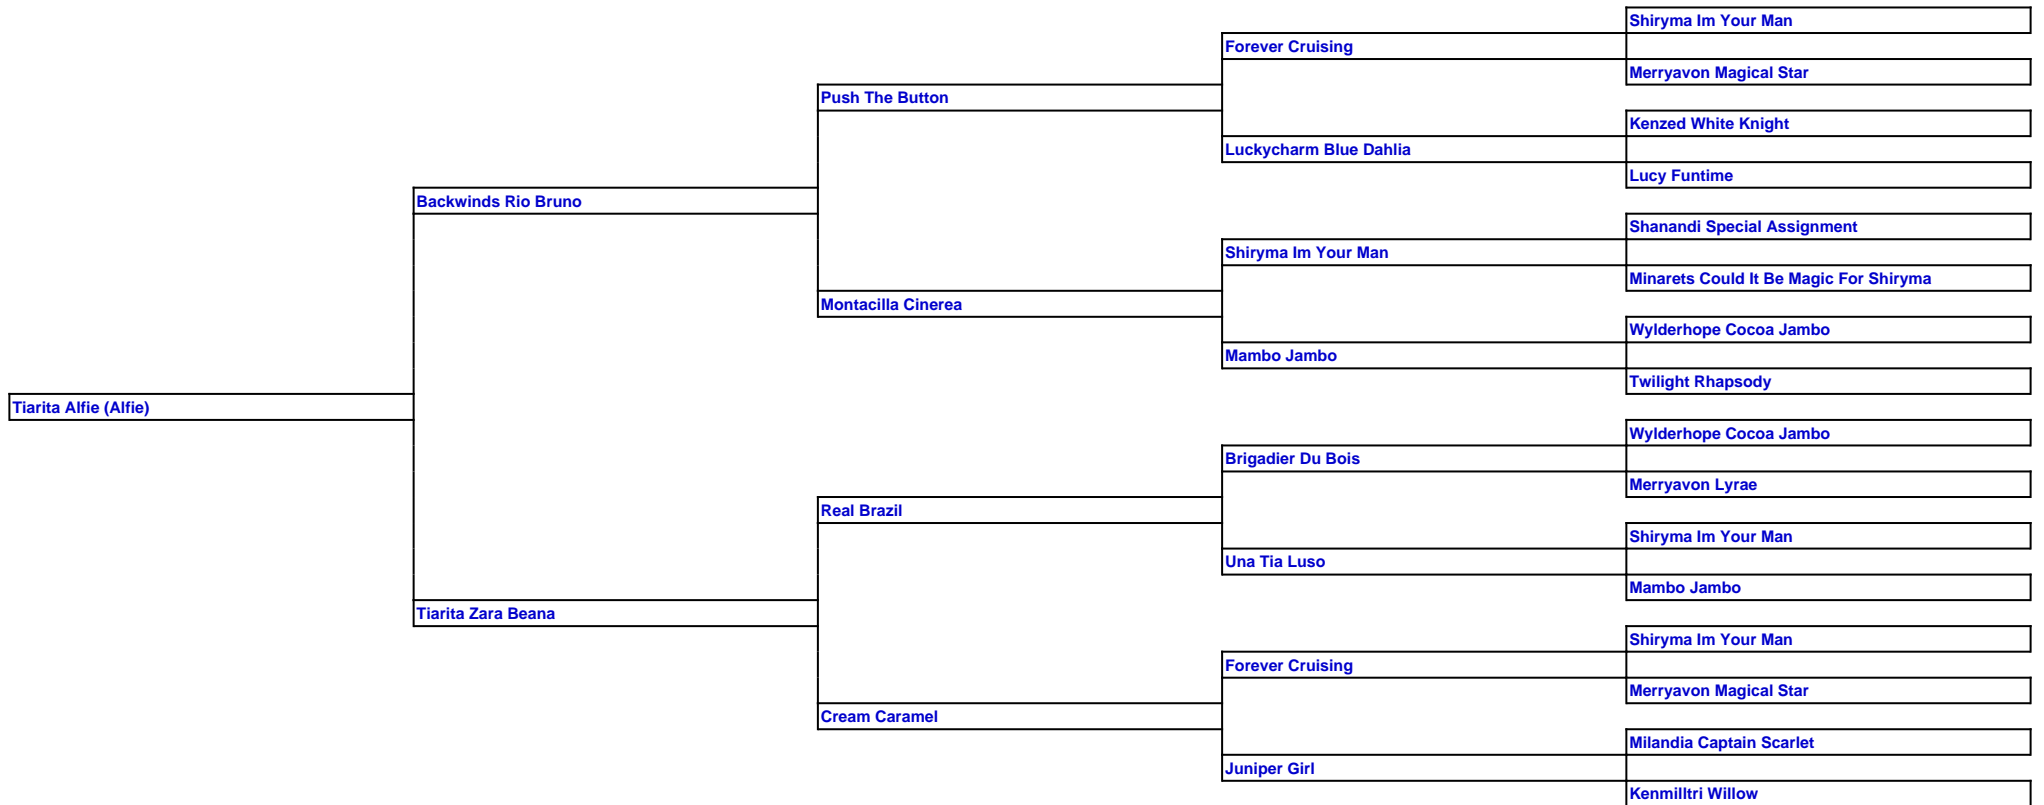 Shiryma Im Your Man
Forever Cruising
Merryavon Magical Star
Push The Button
Kenzed White Knight
Luckycharm Blue Dahlia
Lucy Funtime
Backwinds Rio Bruno
Shanandi Special Assignment
Shiryma Im Your Man
Minarets Could It Be Magic For Shiryma
Montacilla Cinerea
Wylderhope Cocoa Jambo
Mambo Jambo
Twilight Rhapsody
Tiarita Alfie (Alfie)
Wylderhope Cocoa Jambo
Brigadier Du Bois
Merryavon Lyrae
Real Brazil
Shiryma Im Your Man
Una Tia Luso
Mambo Jambo
Tiarita Zara Beana
Shiryma Im Your Man
Forever Cruising
Merryavon Magical Star
Cream Caramel
Milandia Captain Scarlet
Juniper Girl
Kenmilltri Willow